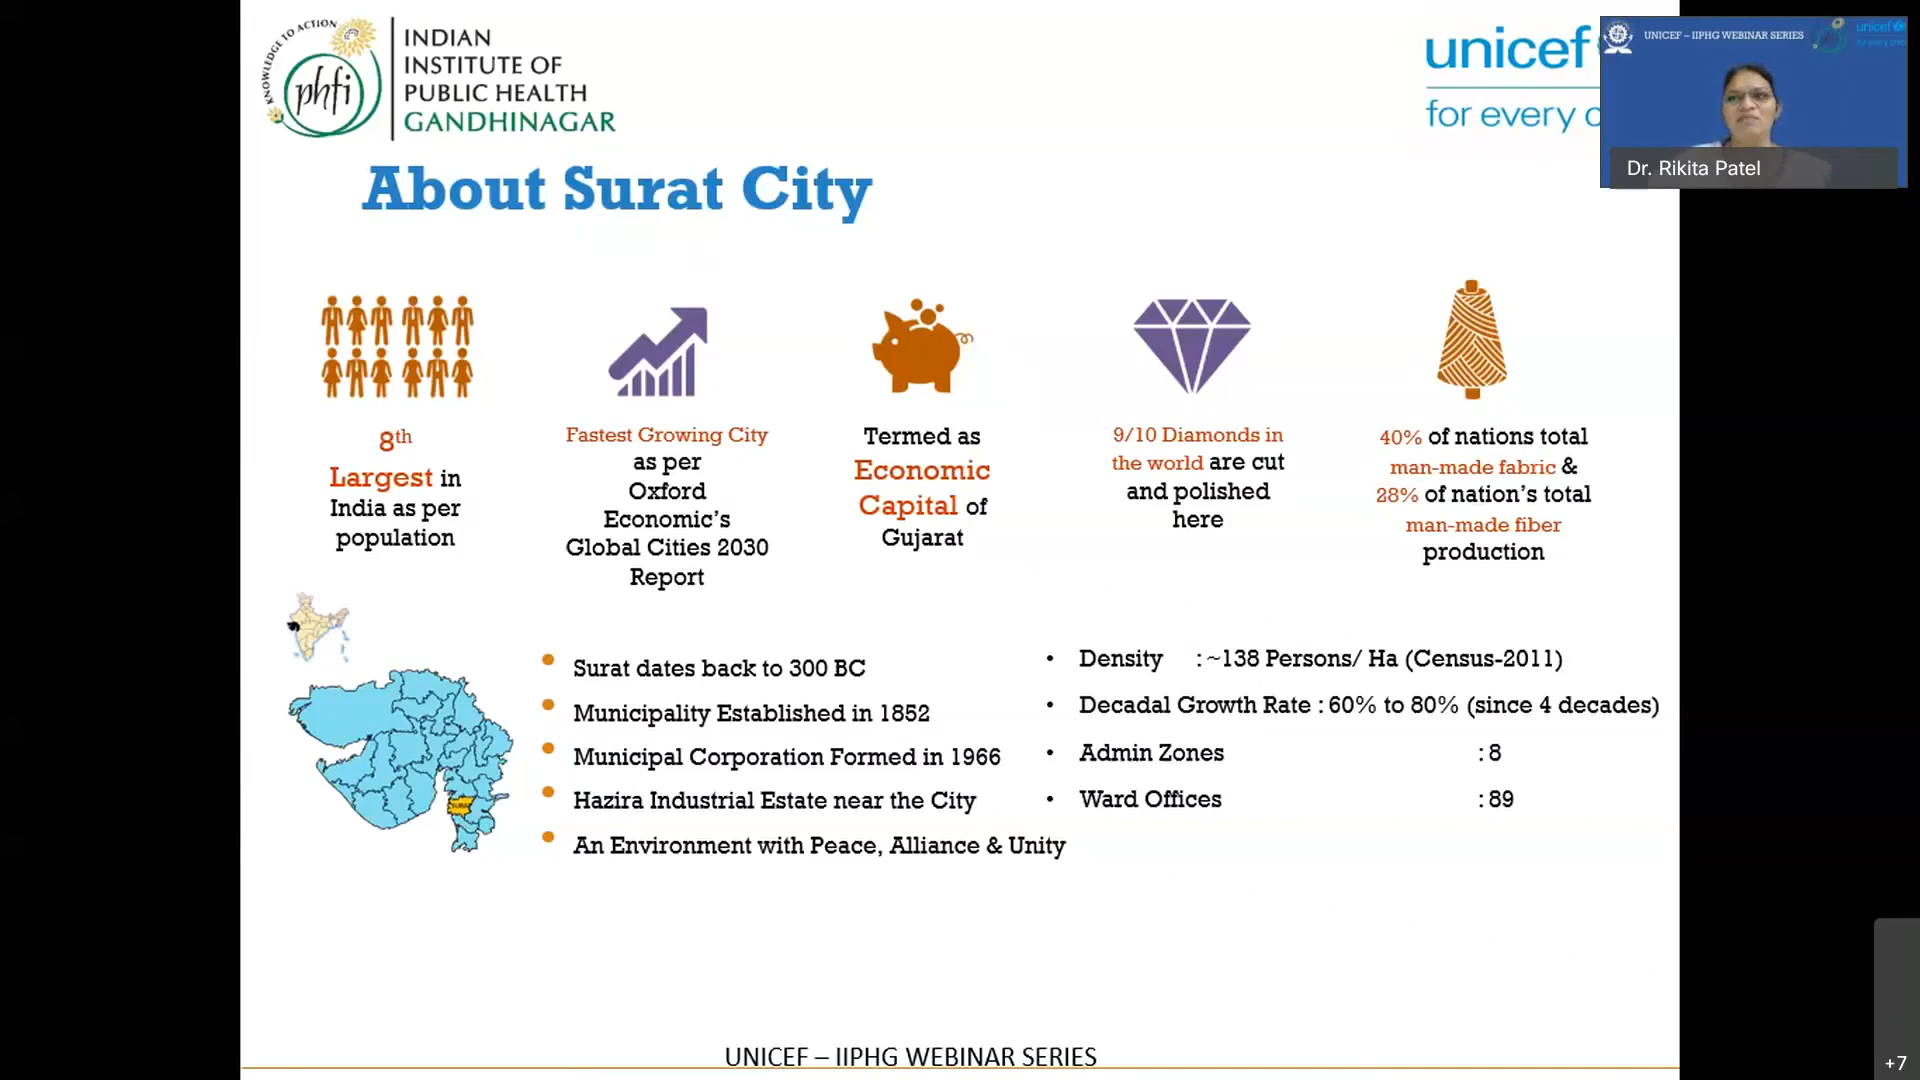 KNOWLEDGE TO ACTION
phfi
INDIAN
INSTITUTE OF
PUBLIC HEALTH
GANDHINAGAR
unicef
for every
UNICEF – IIPHG WEBINAR SERIES
unicef
for every
Dr. Rikita Patel
About Surat City
8th
Largest in
India as per
population
Fastest Growing City
as per
Oxford
Economic’s
Global Cities 2030
Report
Termed as
Economic
Capital of
Gujarat
9/10 Diamonds in
the world are cut
and polished
here
40% of nations total
man-made fabric &
28% of nation’s total
man-made fiber
production
Surat dates back to 300 BC
Municipality Established in 1852
Municipal Corporation Formed in 1966
Hazira Industrial Estate near the City
An Environment with Peace, Alliance & Unity
Density : ~138 Persons/ Ha (Census-2011)
Decadal Growth Rate : 60% to 80% (since 4 decades)
Admin Zones : 8
Ward Offices : 89
UNICEF – IIPHG WEBINAR SERIES
+7